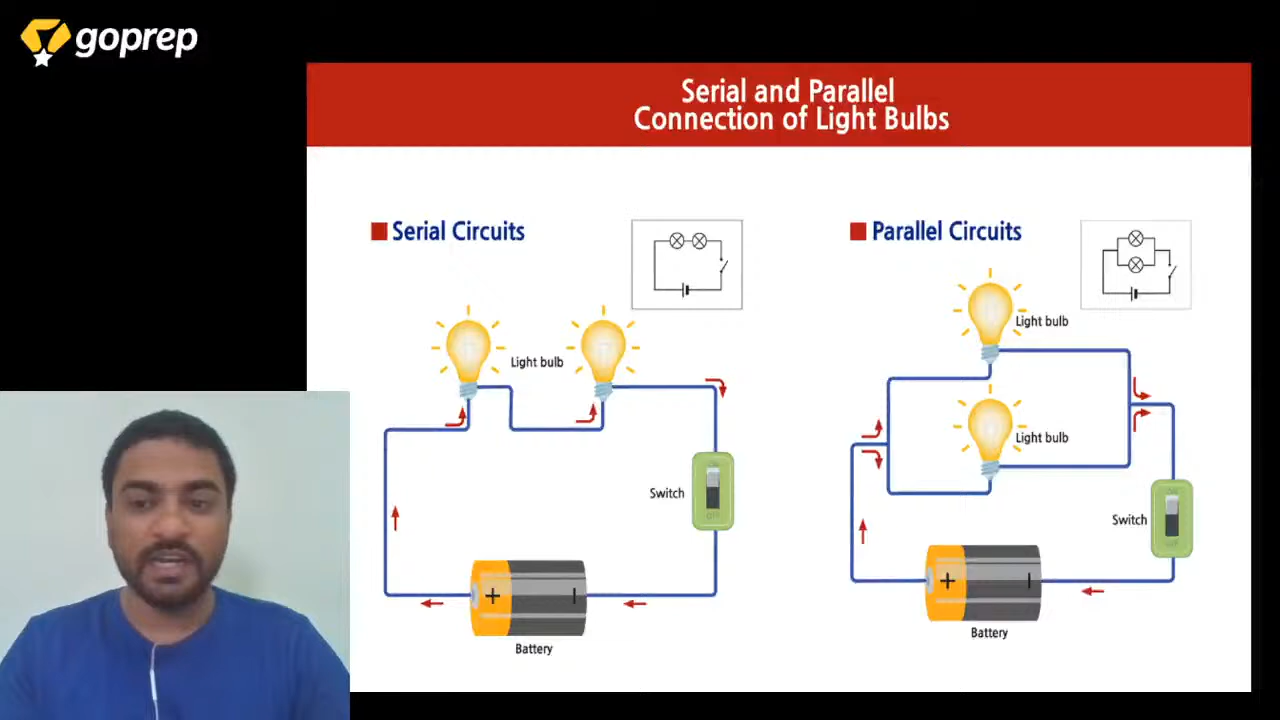 goprep
Serial and Parallel
Connection of Light Bulbs
Serial Circuits
Light bulb
Switch
+
Battery
Parallel Circuits
Light bulb
Light bulb
Switch
+
Battery